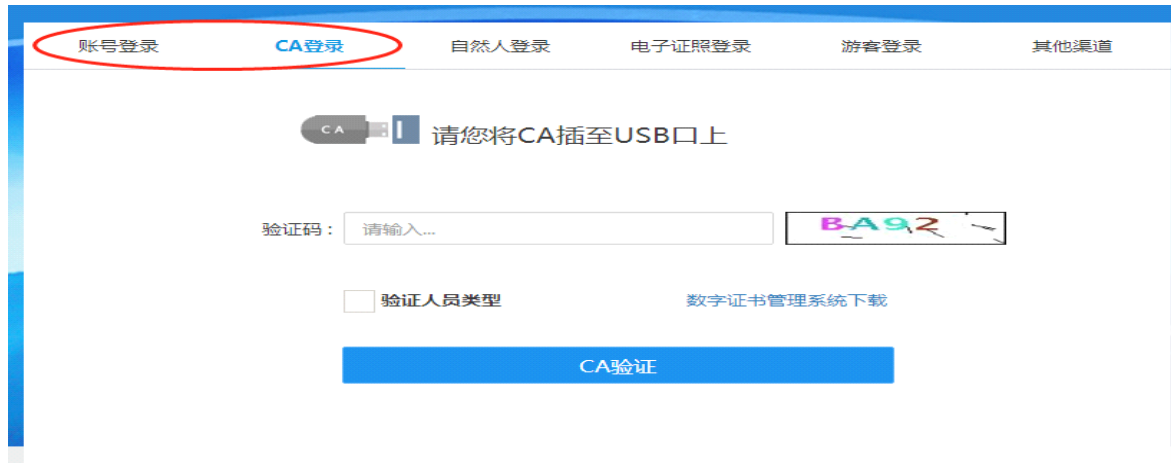 账号登录 CA登录 自然人登录 电子证照登录 游客登录 其他渠道
CA 请您将CA插至USB口上
验证码： 请输入... BA92
验证人员类型 数字证书管理系统下载
CA验证